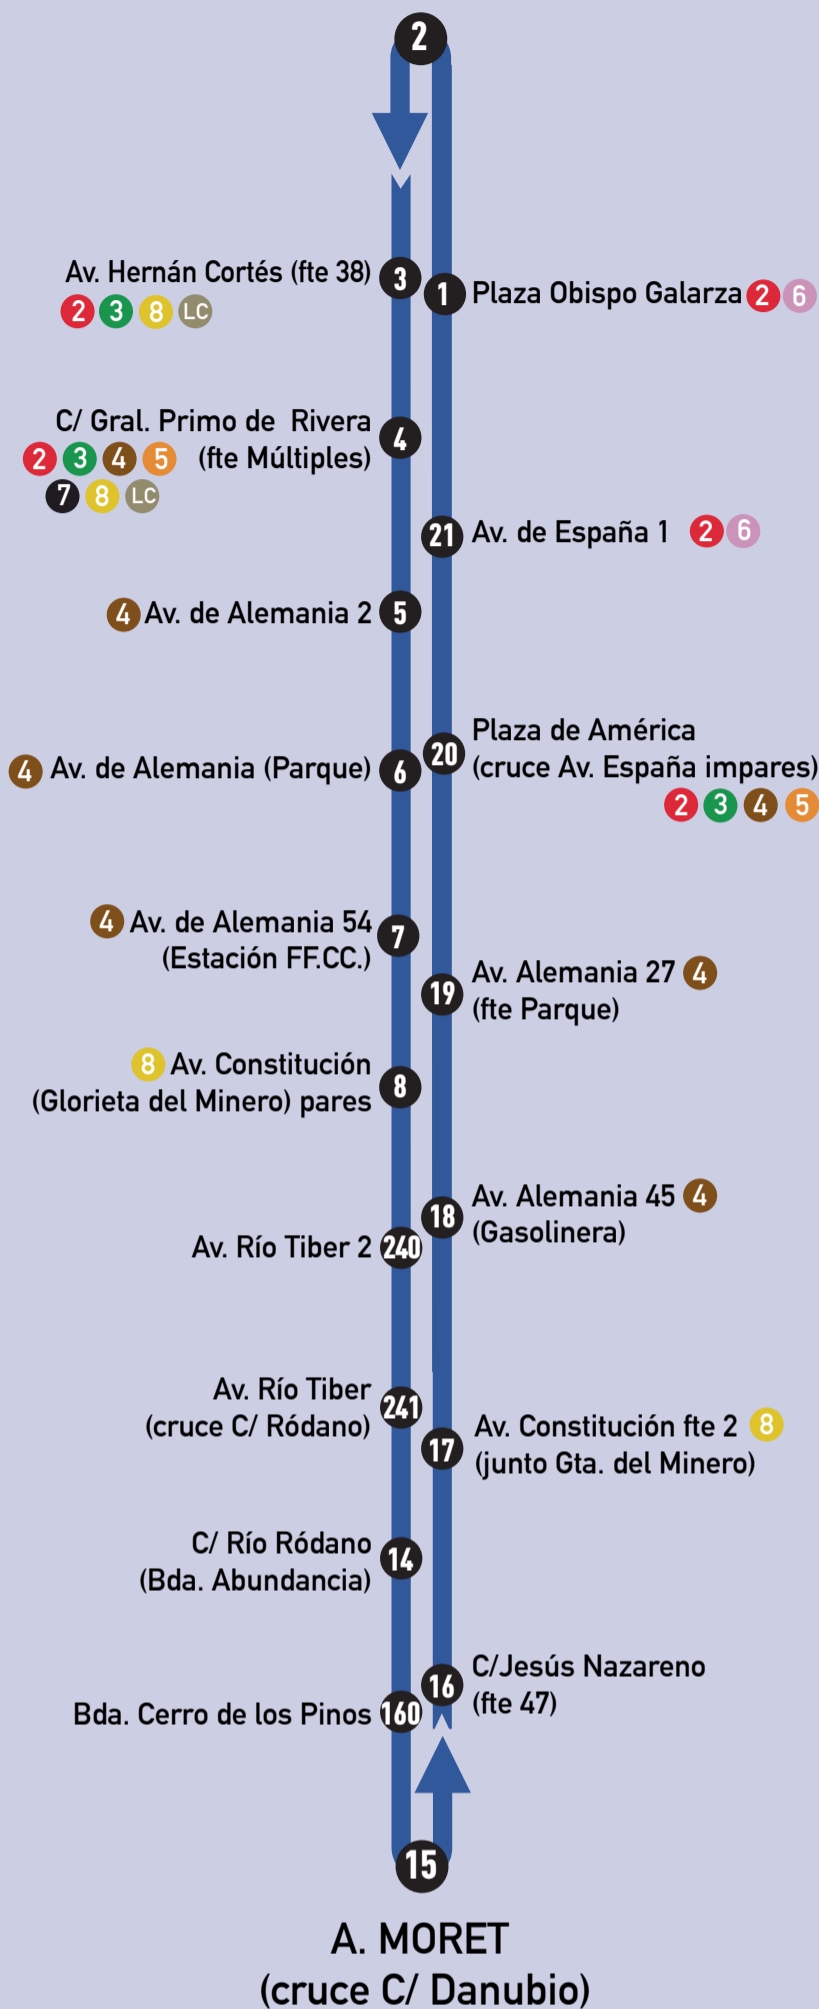 2
Av. Hernán Cortés (fte 38) 3
2 3 8 LC
1 Plaza Obispo Galarza 2 6
C/ Gral. Primo de Rivera
2 3 4 5 (fte Múltiples) 4
7 8 LC
21 Av. de España 1 2 6
4 Av. de Alemania 2 5
Plaza de América
20 (cruce Av. España impares)
2 3 4 5
4 Av. de Alemania (Parque) 6
4 Av. de Alemania 54 7
(Estación FF.CC.)
19 Av. Alemania 27 4
(fte Parque)
8 Av. Constitución
(Glorieta del Minero) pares 8
18 Av. Alemania 45 4
(Gasolinera)
Av. Río Tiber 2 240
Av. Río Tiber
(cruce C/ Ródano) 241
17 Av. Constitución fte 2 8
(junto Gta. del Minero)
C/ Río Ródano
(Bda. Abundancia) 14
16 C/Jesús Nazareno
(fte 47)
Bda. Cerro de los Pinos 160
15
A. MORET
(cruce C/ Danubio)